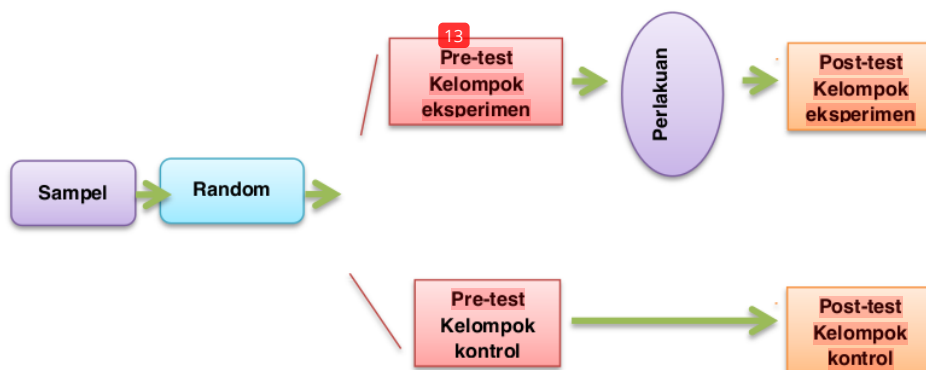 13
Pre-test
Kelompok
eksperimen
Perlakuan
Post-test
Kelompok
eksperimen
Sampel
Random
Pre-test
Kelompok
kontrol
Post-test
Kelompok
kontrol